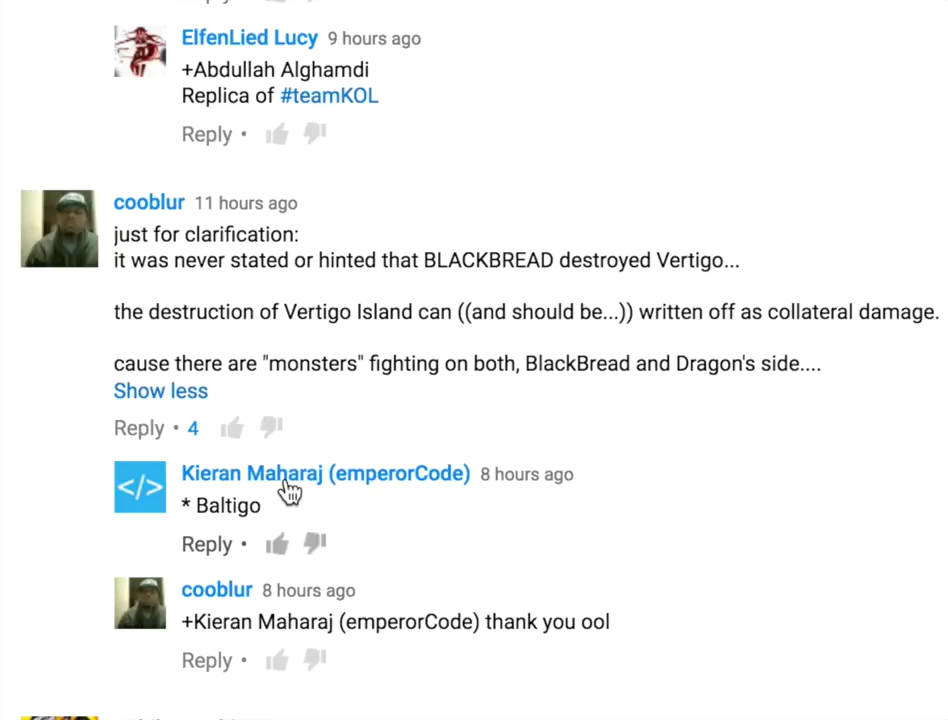 ElfenLied Lucy 9 hours ago
+Abdullah Alghamdi
Replica of #teamKOL
Reply •
cooblur 11 hours ago
just for clarification:
it was never stated or hinted that BLACKBREAD destroyed Vertigo...
the destruction of Vertigo Island can ((and should be...)) written off as collateral damage.
cause there are "monsters" fighting on both, BlackBread and Dragon's side....
Show less
Reply • 4
</> Kieran Maharaj (emperorCode) 8 hours ago
* Baltigo
Reply •
cooblur 8 hours ago
+Kieran Maharaj (emperorCode) thank you ool
Reply •